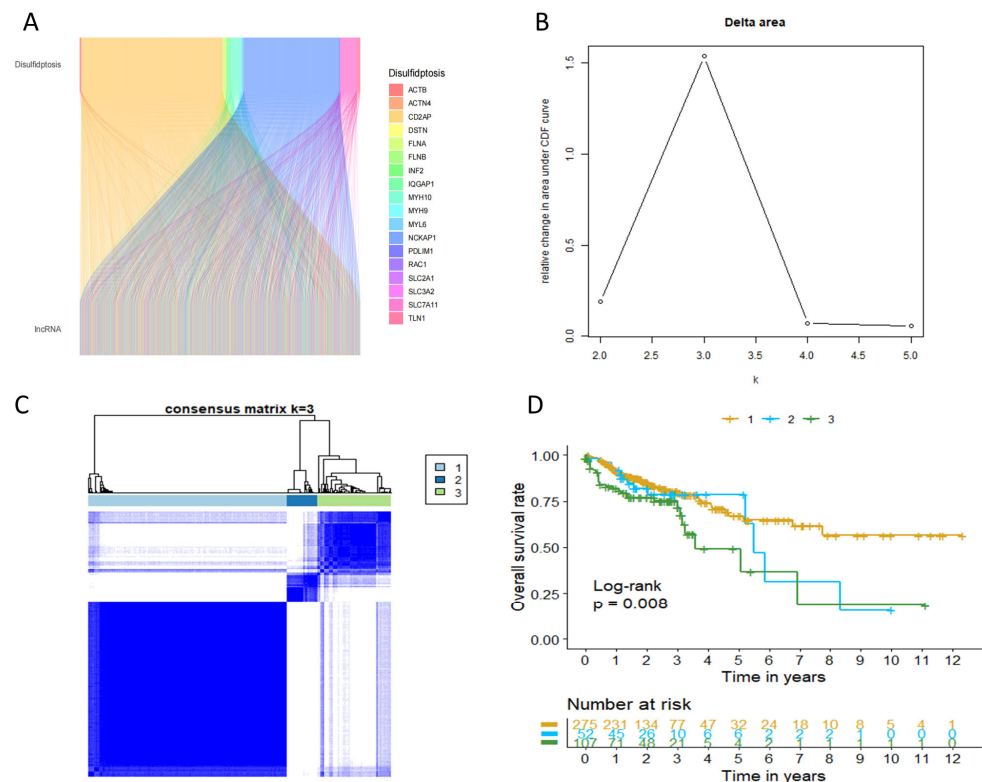 A
Disulfidptosis
lncRNA
Disulfidptosis
ACTB
ACTN4
CD2AP
DSTN
FLNA
FLNB
INF2
IQGAP1
MYH10
MYH9
MYL6
NCKAP1
PDLIM1
RAC1
SLC2A1
SLC3A2
SLC7A11
TLN1
B
Delta area
relative change in area under CDF curve
1.5
1.0
0.5
0.0
2.0 2.5 3.0 3.5 4.0 4.5 5.0
k
C
consensus matrix k=3
1
2
3
D
1 2 3
Overall survival rate
1.00
0.75
0.50
0.25
0.00
Log-rank
p = 0.008
0 1 2 3 4 5 6 7 8 9 10 11 12
Time in years
Number at risk
275 231 134 77 47 32 24 18 10 8 5 4 1
52 45 26 10 6 6 2 2 2 1 0 0 0
107 71 48 21 5 4 2 1 1 1 1 1 0
0 1 2 3 4 5 6 7 8 9 10 11 12
Time in years